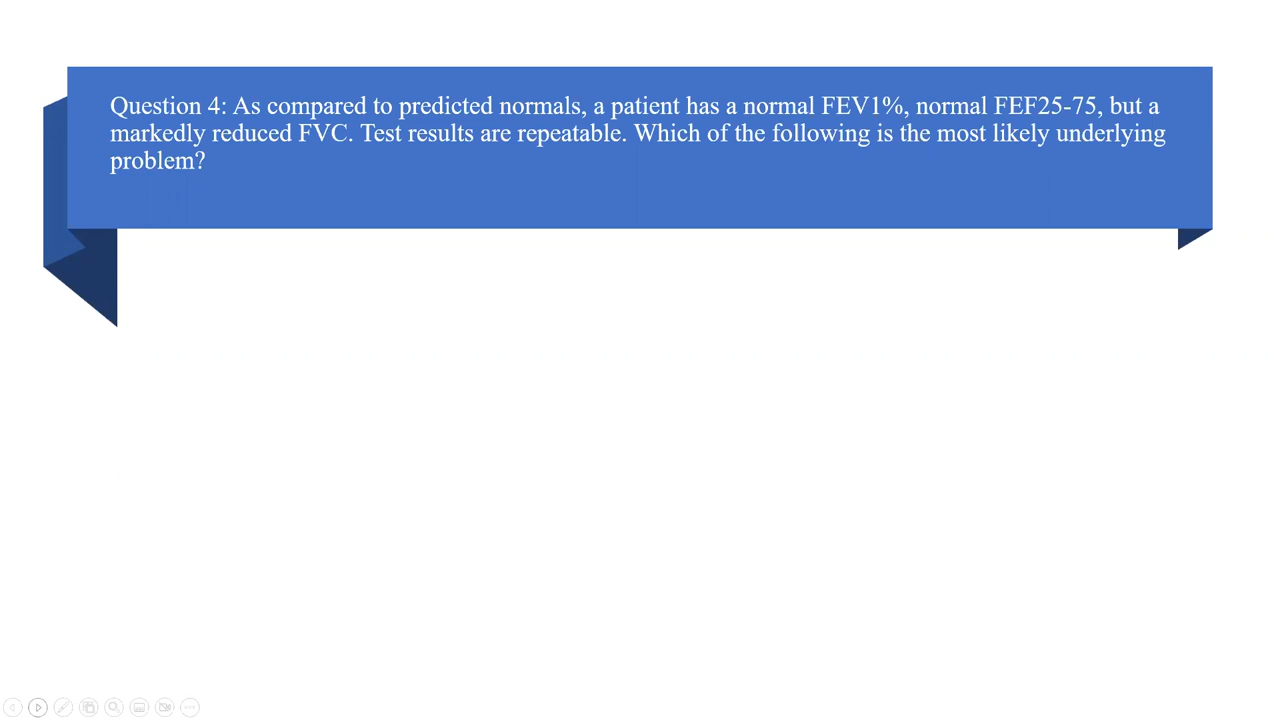 Question 4: As compared to predicted normals, a patient has a normal FEV1%, normal FEF25-75, but a
markedly reduced FVC. Test results are repeatable. Which of the following is the most likely underlying
problem?